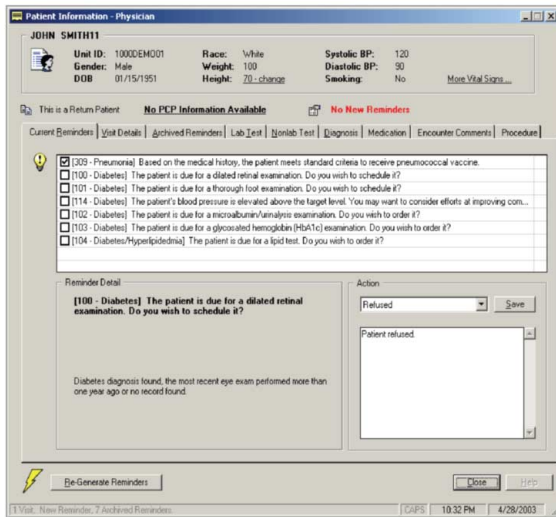 Patient Information - Physician
JOHN SMITH11
Unit ID: 1000DEMO01 Race: White Systolic BP: 120
Gender: Male Weight: 100 Diastolic BP: 90
DOB 01/15/1951 Height: 70 - change Smoking: No More Vital Signs ...
This is a Return Patient No PCP Information Available No New Reminders
Current Reminders Visit Details Archived Reminders Lab Test Nonlab Test Diagnosis Medication Encounter Comments Procedure
[309 - Pneumonia] Based on the medical history, the patient meets standard criteria to receive pneumococcal vaccine.
[100 - Diabetes] The patient is due for a dilated retinal examination. Do you wish to schedule it?
[101 - Diabetes] The patient is due for a thorough foot examination. Do you wish to schedule it?
[114 - Diabetes] The patient's blood pressure is elevated above the target level. You may want to consider efforts at improving com...
[102 - Diabetes] The patient is due for a microalbumin/urinalysis examination. Do you wish to order it?
[103 - Diabetes] The patient is due for a glycosated hemoglobin (HbA1c) examination. Do you wish to order it?
[104 - Diabetes/Hyperlipidedmia] The patient is due for a lipid test. Do you wish to order it?
Reminder Detail
[100 - Diabetes] The patient is due for a dilated retinal
examination. Do you wish to schedule it?
Diabetes diagnosis found, the most recent eye exam performed more than
one year ago or no record found.
Action
Refused Save
Patient refused.
Re-Generate Reminders Close Help
1 Visit. New Reminder, 7 Archived Reminders. CAPS 10:32 PM 4/28/2003